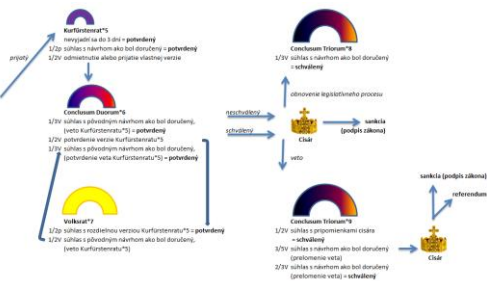 prijatý
Kurfürstenrat*5
nevyjadrí sa do 3 dní = potvrdený
1/2p súhlas s návrhom ako bol doručený = potvrdený
1/2V odmietnutie alebo prijatie vlastnej verzie
Conclusum Duorum*6
1/3V súhlas s pôvodným návrhom ako bol doručený,
(veto Kurfürstenratu*5) = potvrdený
1/2V potvrdenie verzie Kurfürstenratu*5
1/3V súhlas s pôvodným návrhom ako bol doručený,
(potvrdenie veta Kurfürstenratu*5) = potvrdený
Volksrat*7
1/2p súhlas s rozdielnou verziou Kurfürstenratu*5 = potvrdený
1/2V súhlas s pôvodným návrhom ako bol doručený,
(veto Kurfürstenratu*5)
Conclusum Triorum*8
1/3V súhlas s návrhom ako bol doručený
= schválený
obnovenie legislatívneho procesu
neschválený
schválený
Cisár
sankcia
(podpis zákona)
veto
Conclusum Triorum*8
1/2V súhlas s pripomienkami cisára
= schválený
3/5V súhlas s návrhom ako bol doručený
(prelomenie veta)
2/3V súhlas s návrhom ako bol doručený
(prelomenie veta) = schválený
sankcia (podpis zákona)
referendum
Cisár